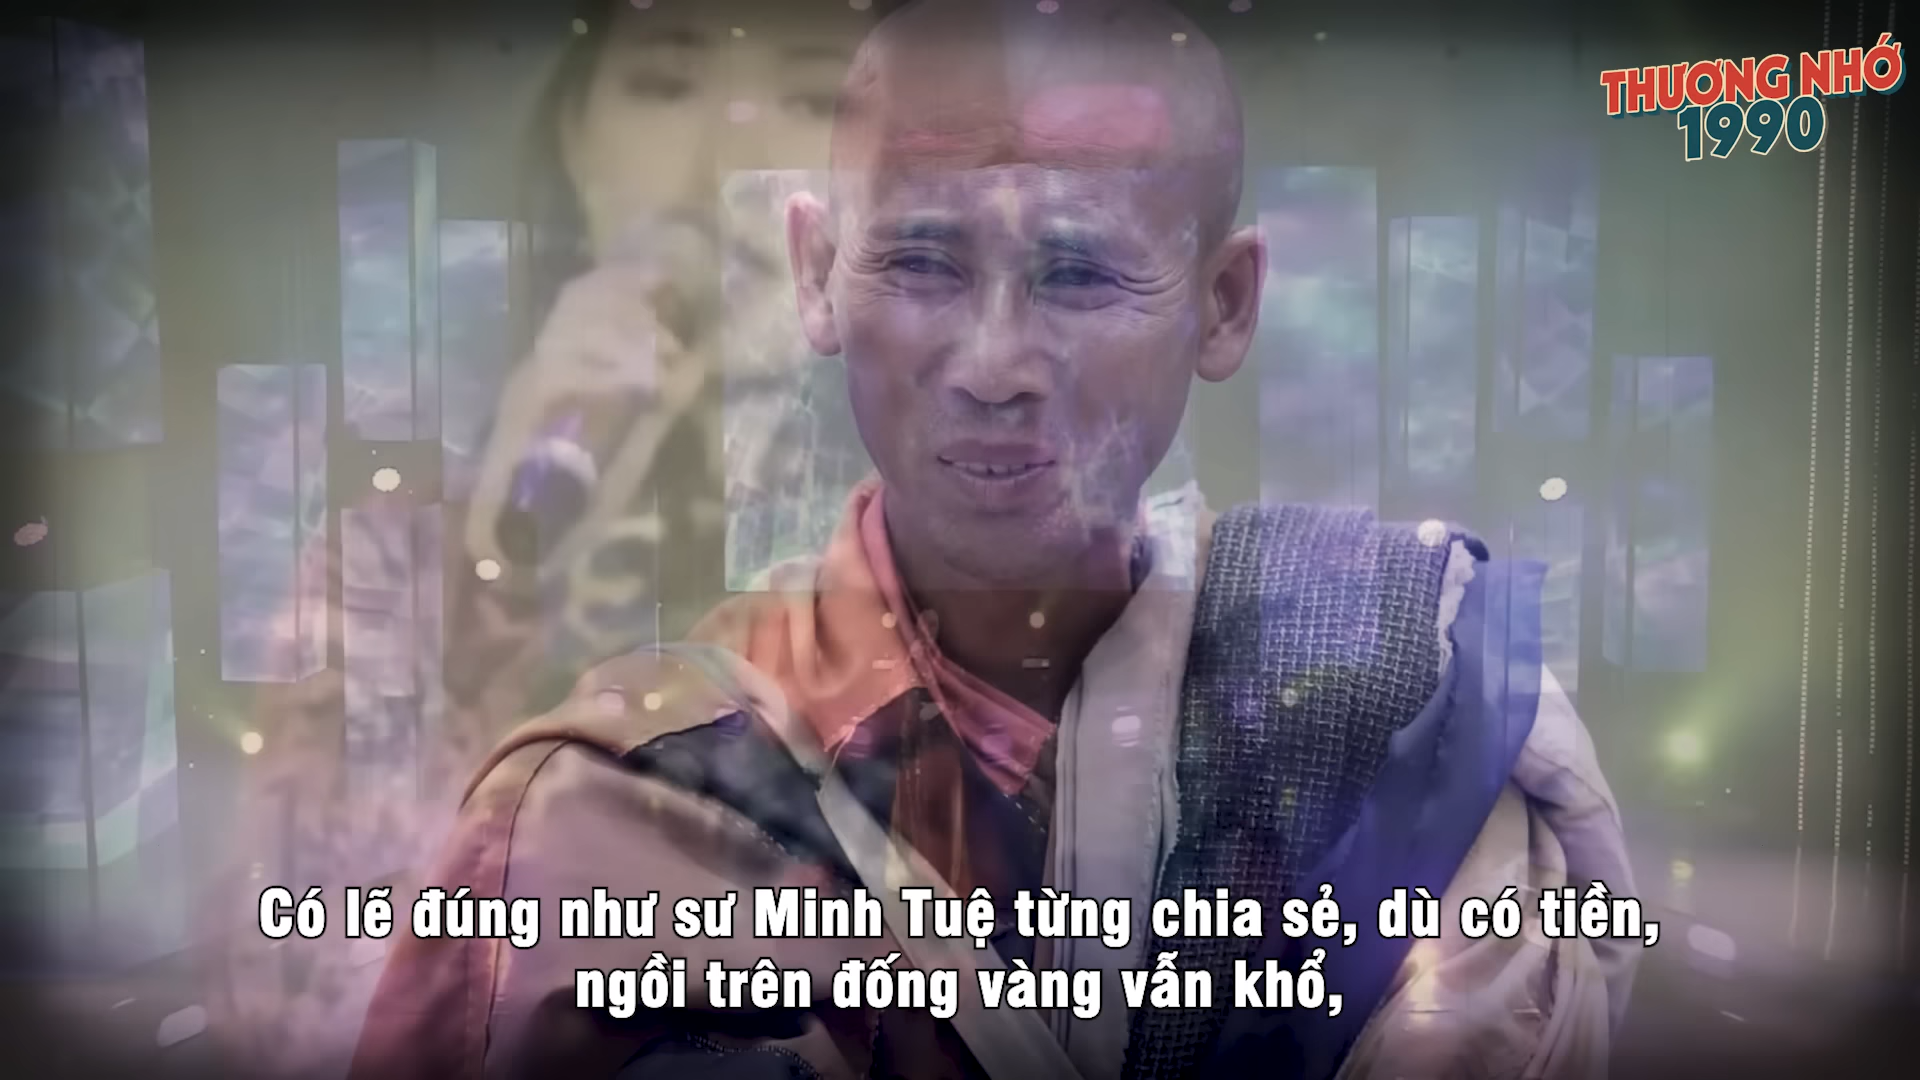 THƯƠNG NHỚ
1990
Có lẽ đúng như sư Minh Tuệ từng chia sẻ, dù có tiền,
ngồi trên đống vàng vẫn khổ,